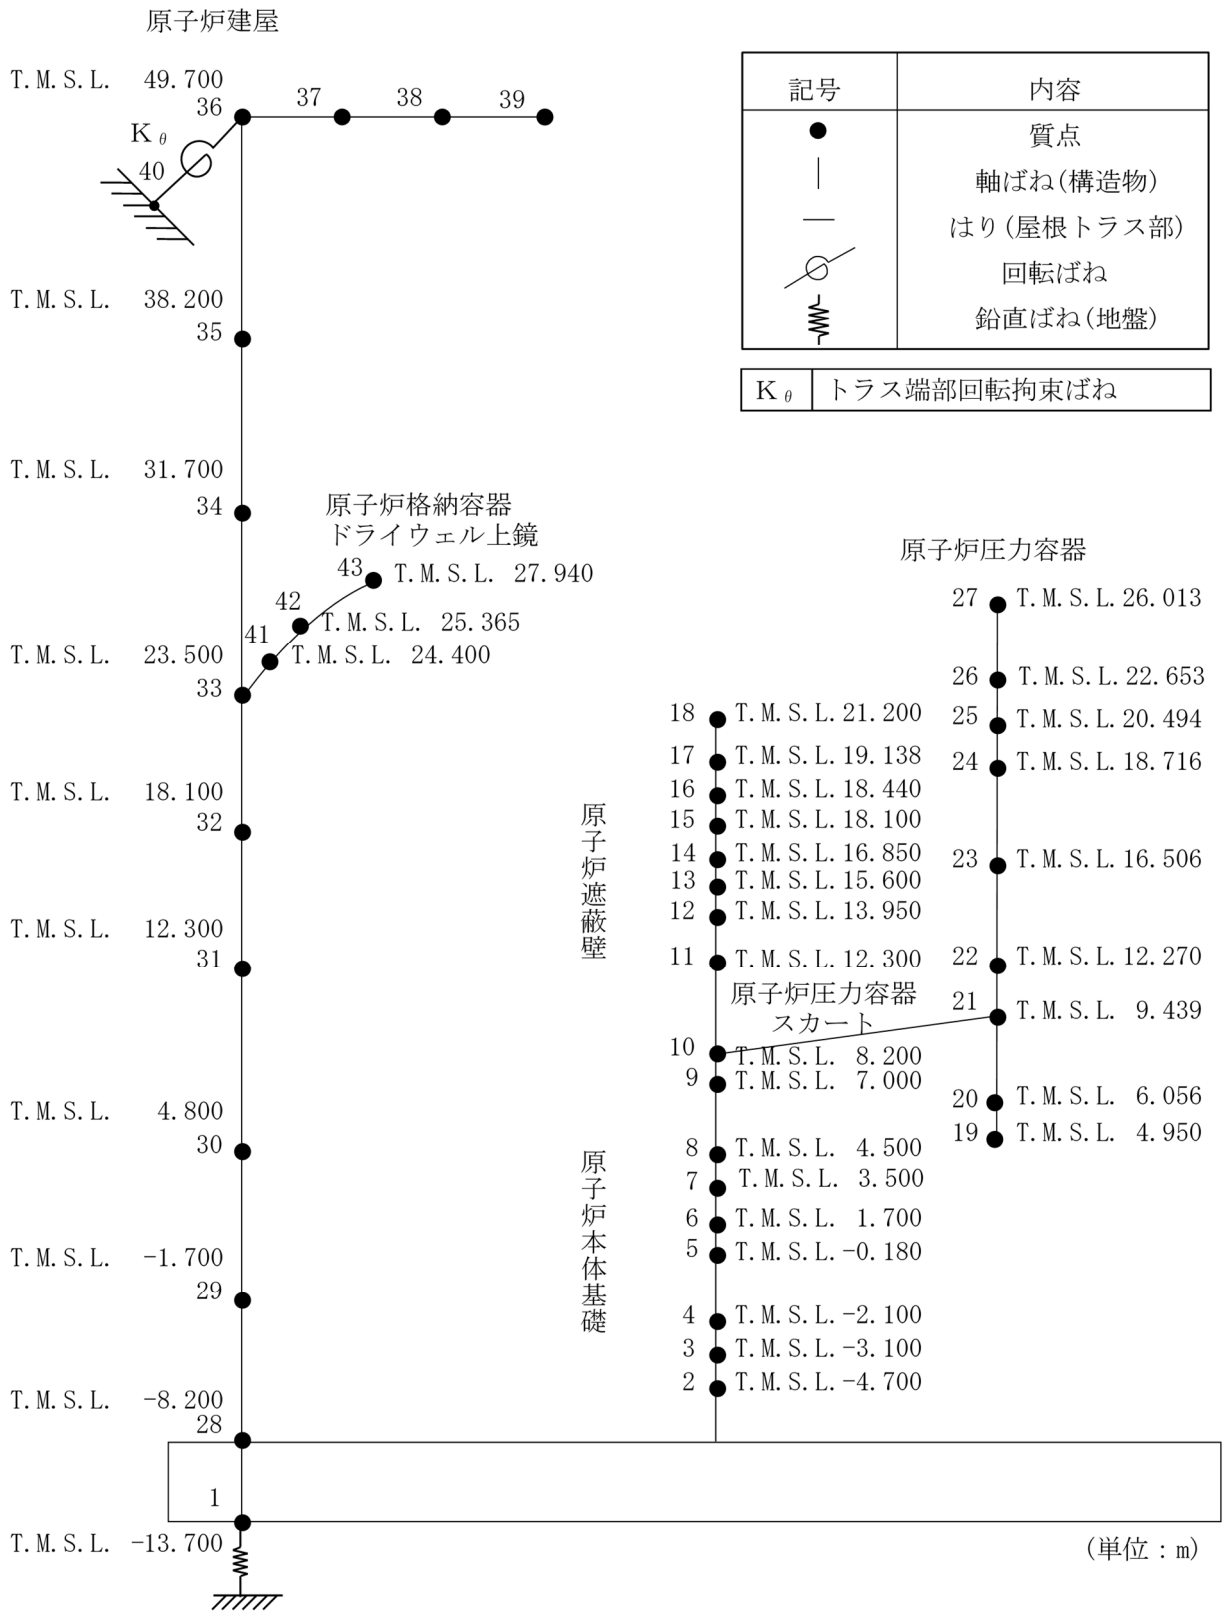 原子炉建屋
T.M.S.L. 49.700
36
37
38
39
Kθ
40
記号 内容
質点
軸ばね(構造物)
はり(屋根トラス部)
回転ばね
鉛直ばね(地盤)
Kθ トラス端部回転拘束ばね
T.M.S.L. 38.200
35
T.M.S.L. 31.700
34
原子炉格納容器
ドライウェル上鏡
43 T.M.S.L. 27.940
42 T.M.S.L. 25.365
41 T.M.S.L. 24.400
T.M.S.L. 23.500
33
T.M.S.L. 18.100
32
T.M.S.L. 12.300
31
T.M.S.L. 4.800
30
T.M.S.L. -1.700
29
T.M.S.L. -8.200
28
1
T.M.S.L. -13.700
原子炉遮蔽壁
18 T.M.S.L.21.200
17 T.M.S.L.19.138
16 T.M.S.L.18.440
15 T.M.S.L.18.100
14 T.M.S.L.16.850
13 T.M.S.L.15.600
12 T.M.S.L.13.950
11 T.M.S.L.12.300
原子炉圧力容器
スカート
10 T.M.S.L. 8.200
9 T.M.S.L. 7.000
原子炉本体基礎
8 T.M.S.L. 4.500
7 T.M.S.L. 3.500
6 T.M.S.L. 1.700
5 T.M.S.L.-0.180
4 T.M.S.L.-2.100
3 T.M.S.L.-3.100
2 T.M.S.L.-4.700
原子炉圧力容器
27 T.M.S.L.26.013
26 T.M.S.L.22.653
25 T.M.S.L.20.494
24 T.M.S.L.18.716
23 T.M.S.L.16.506
22 T.M.S.L.12.270
21 T.M.S.L. 9.439
20 T.M.S.L. 6.056
19 T.M.S.L. 4.950
(単位:m)